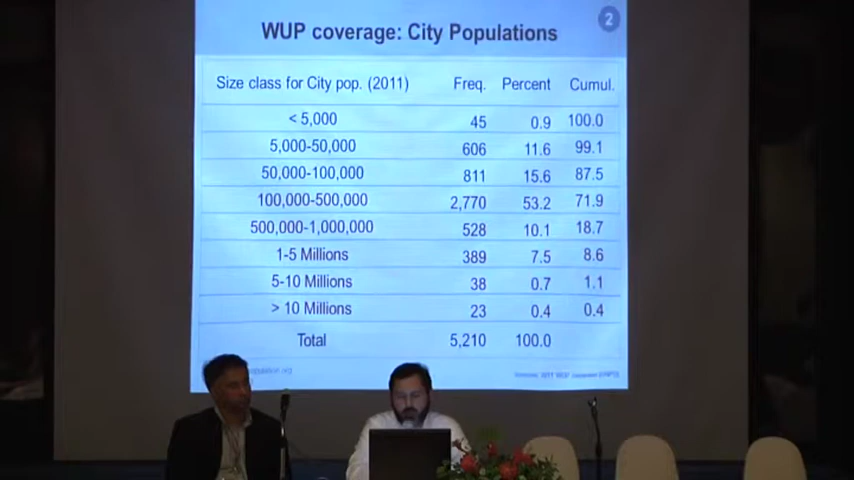 2
WUP coverage: City Populations
Size class for City pop. (2011) Freq. Percent Cumul.
< 5,000 45 0.9 100.0
5,000-50,000 606 11.6 99.1
50,000-100,000 811 15.6 87.5
100,000-500,000 2,770 53.2 71.9
500,000-1,000,000 528 10.1 18.7
1-5 Millions 389 7.5 8.6
5-10 Millions 38 0.7 1.1
> 10 Millions 23 0.4 0.4
Total 5,210 100.0